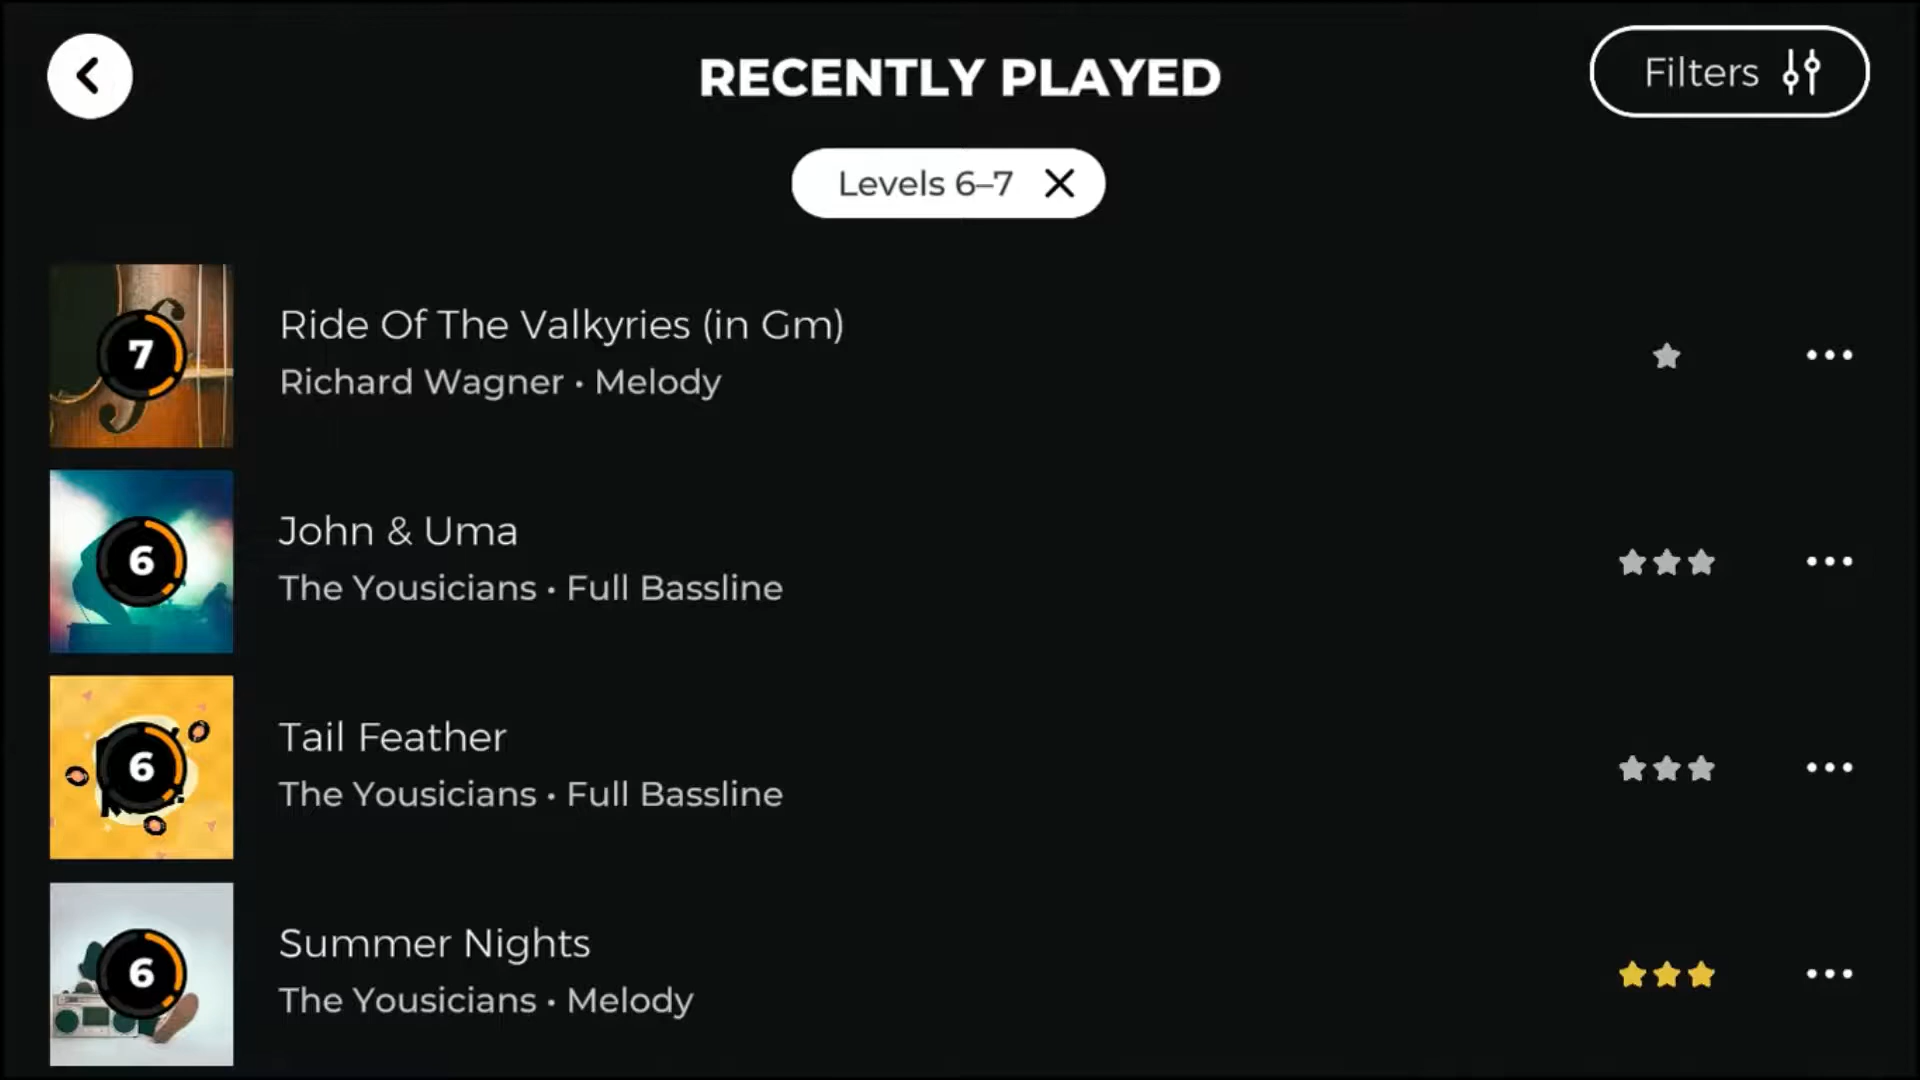 RECENTLY PLAYED
Filters
Levels 6–7
7
Ride Of The Valkyries (in Gm)
Richard Wagner • Melody
6
John & Uma
The Yousicians • Full Bassline
6
Tail Feather
The Yousicians • Full Bassline
6
Summer Nights
The Yousicians • Melody